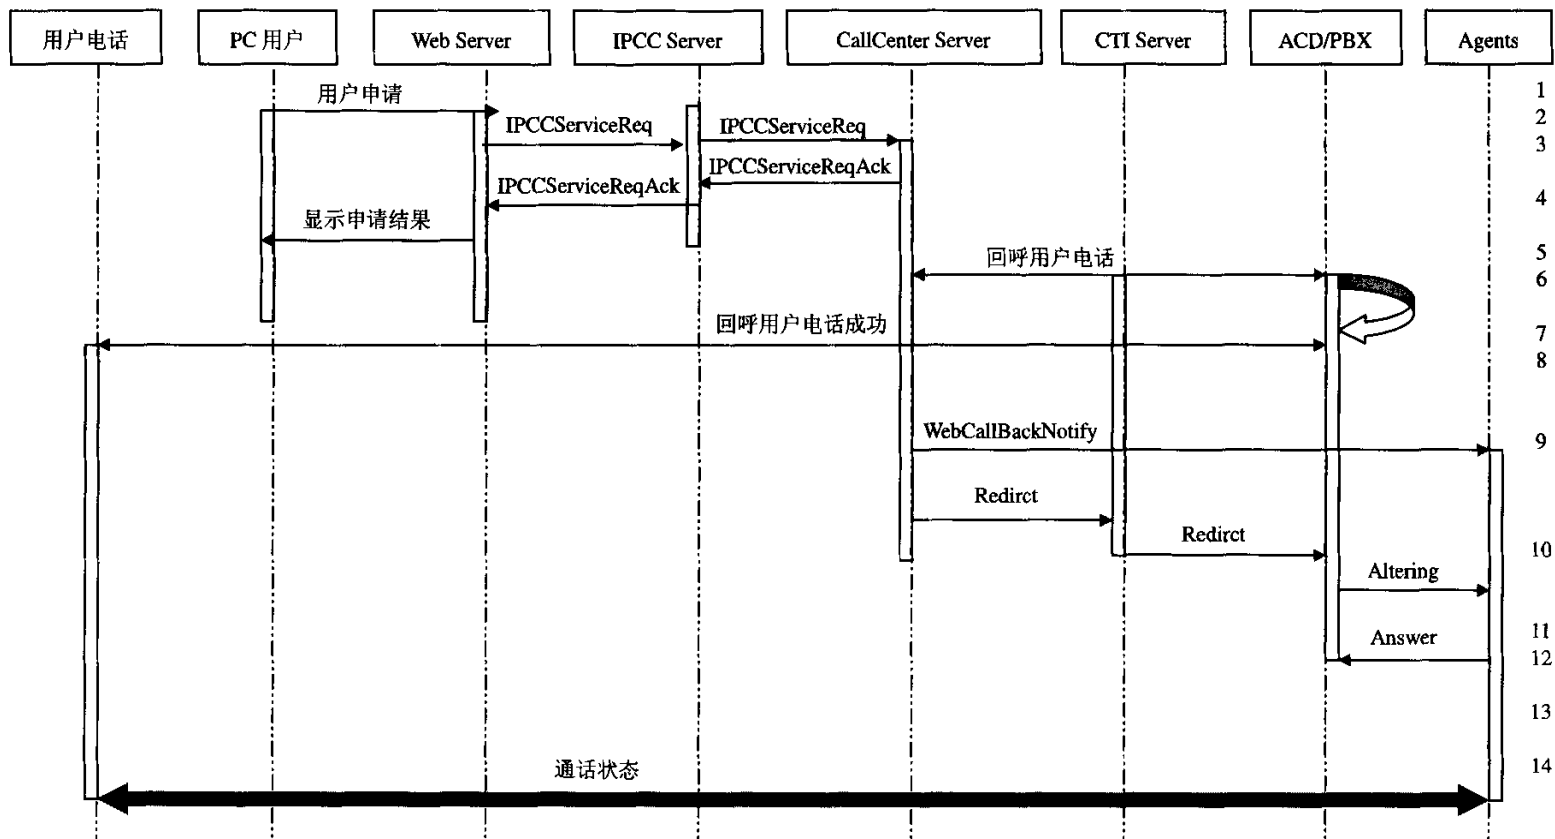 用户电话
PC 用户
Web Server
IPCC Server
CallCenter Server
CTI Server
ACD/PBX
Agents
用户申请
1
IPCCServiceReq
IPCCServiceReq
2
3
IPCCServiceReqAck
IPCCServiceReqAck
4
显示申请结果
回呼用户电话
5
6
回呼用户电话成功
7
8
WebCallBackNotify
9
Redirct
Redirct
10
Altering
11
Answer
12
13
通话状态
14